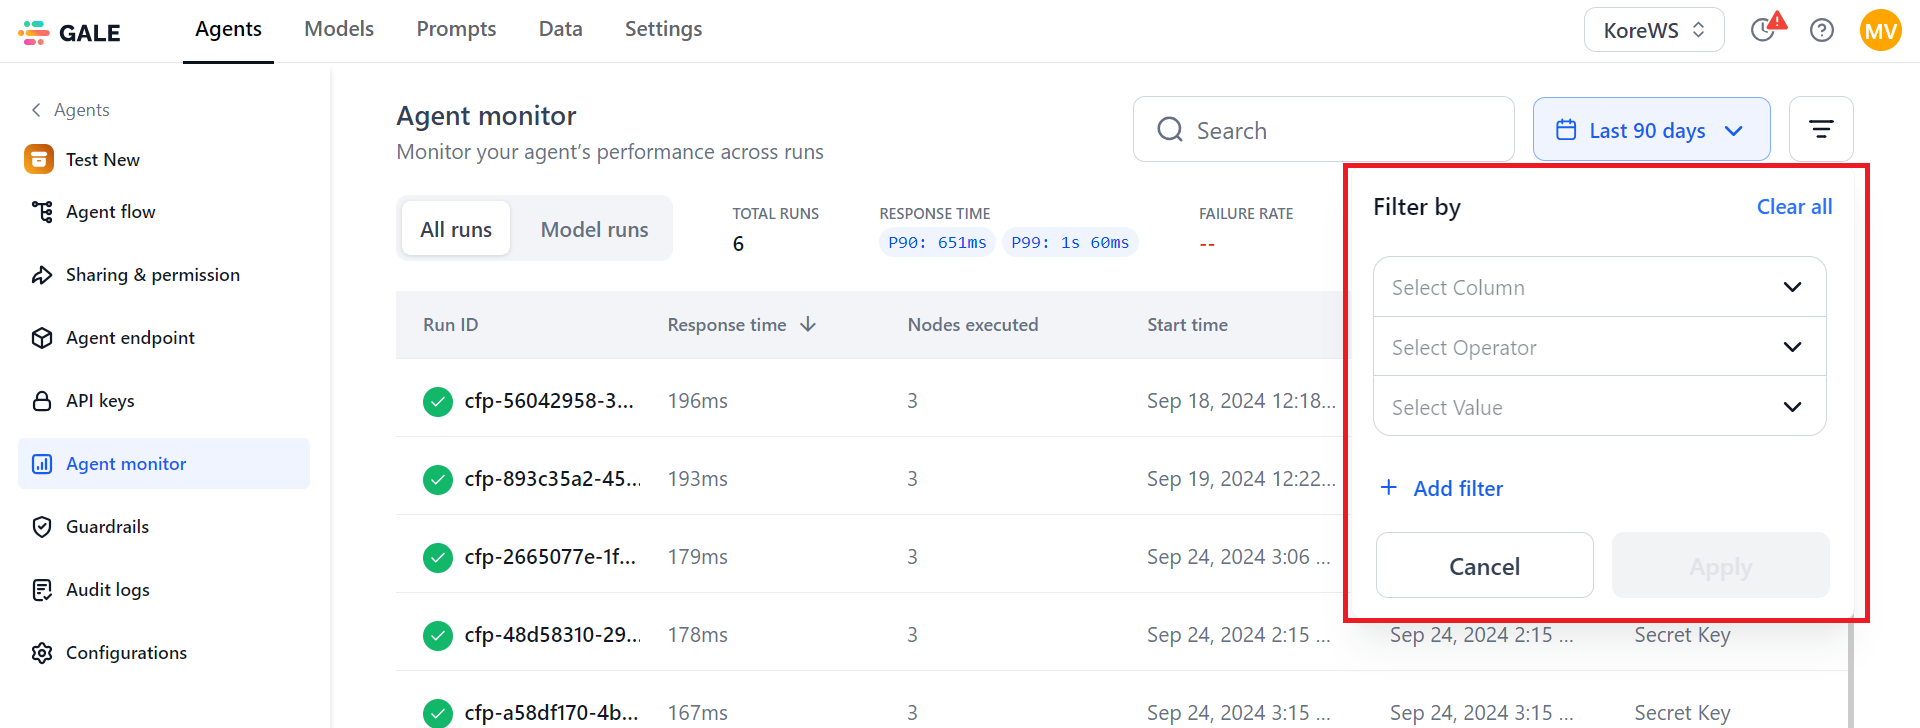 GALE
Agents Models Prompts Data Settings
KoreWS
MV
Agents
Test New
Agent flow
Sharing & permission
Agent endpoint
API keys
Agent monitor
Guardrails
Audit logs
Configurations
Agent monitor
Monitor your agent's performance across runs
Search
Last 90 days
All runs Model runs
TOTAL RUNS
6
RESPONSE TIME
P90: 651ms P99: 1s 60ms
FAILURE RATE
--
Run ID Response time Nodes executed Start time
cfp-56042958-3... 196ms 3 Sep 18, 2024 12:18...
cfp-893c35a2-45... 193ms 3 Sep 19, 2024 12:22...
cfp-2665077e-1f... 179ms 3 Sep 24, 2024 3:06 ...
cfp-48d58310-29... 178ms 3 Sep 24, 2024 2:15 ... Sep 24, 2024 2:15 ... Secret Key
cfp-a58df170-4b... 167ms 3 Sep 24, 2024 3:15 ... Sep 24, 2024 3:15 ... Secret Key
Filter by Clear all
Select Column
Select Operator
Select Value
+ Add filter
Cancel Apply